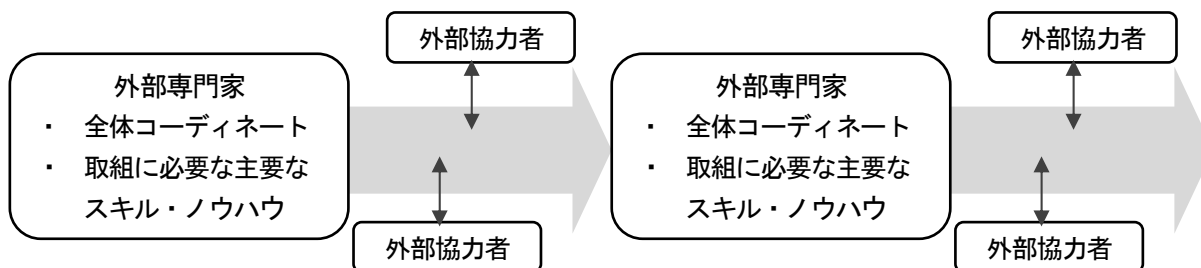 外部協力者
外部専門家
・ 全体コーディネート
・ 取組に必要な主要な
スキル・ノウハウ
外部協力者
外部協力者
外部専門家
・ 全体コーディネート
・ 取組に必要な主要な
スキル・ノウハウ
外部協力者